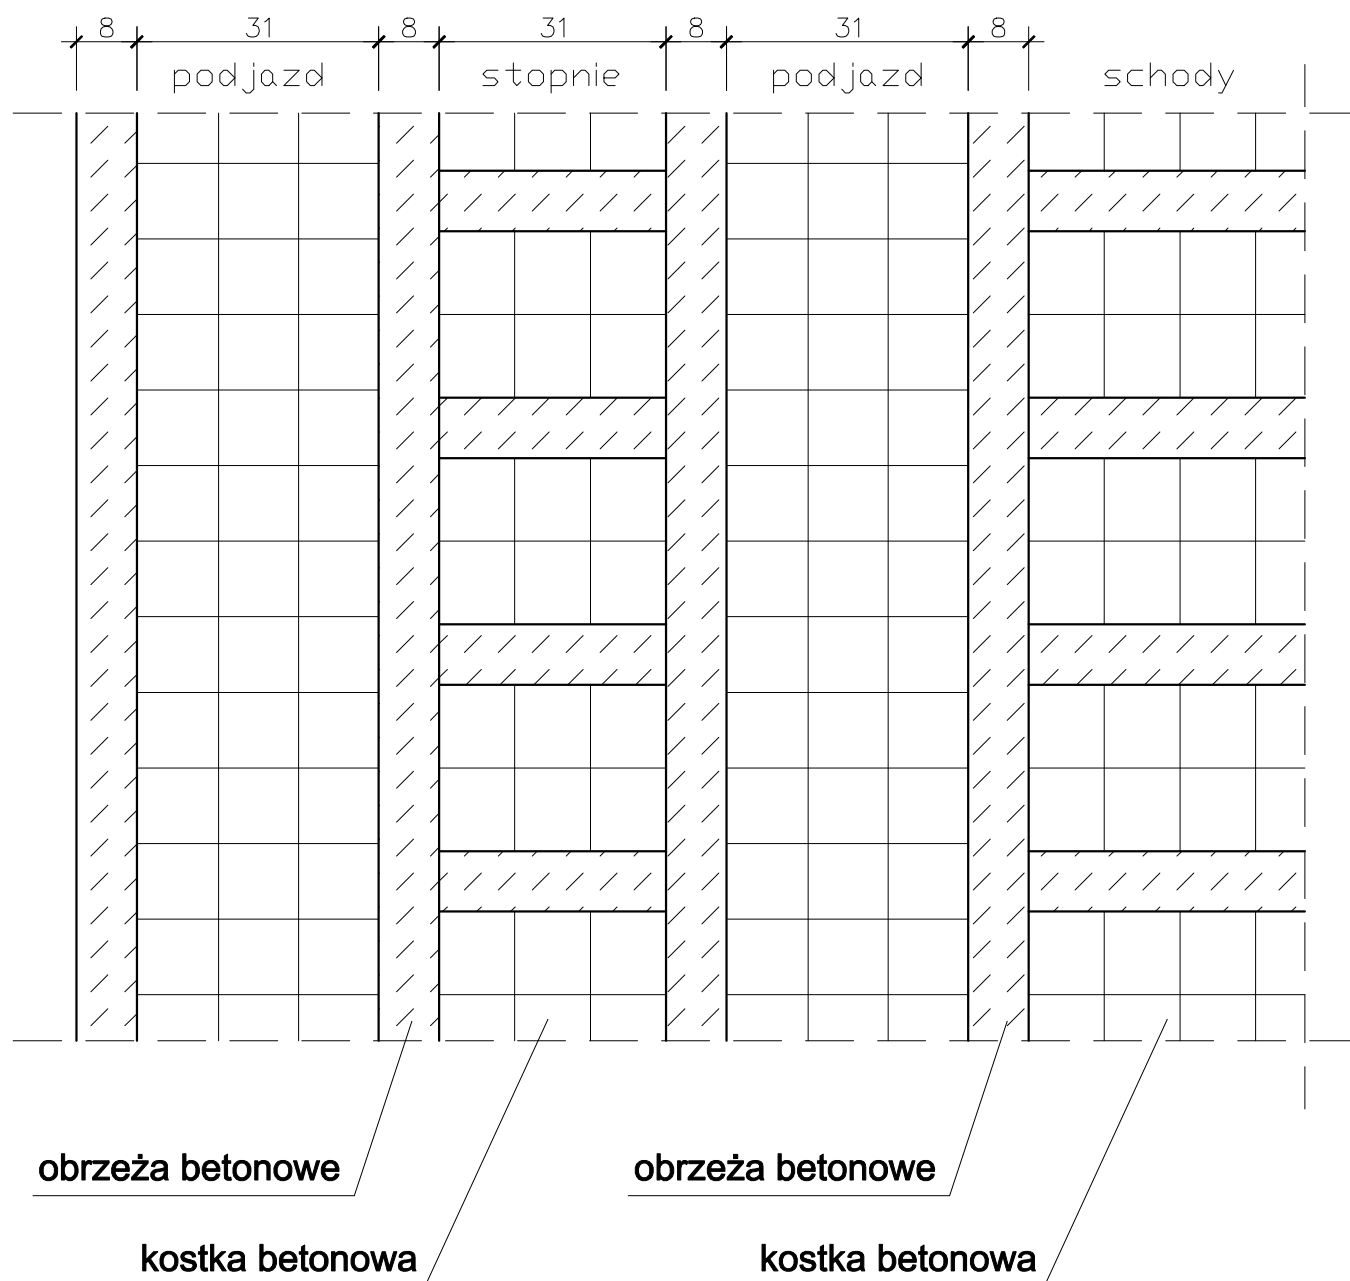 8 31 8 31 8 31 8
podjazd stopnie podjazd schody
obrzeża betonowe obrzeża betonowe
kostka betonowa kostka betonowa